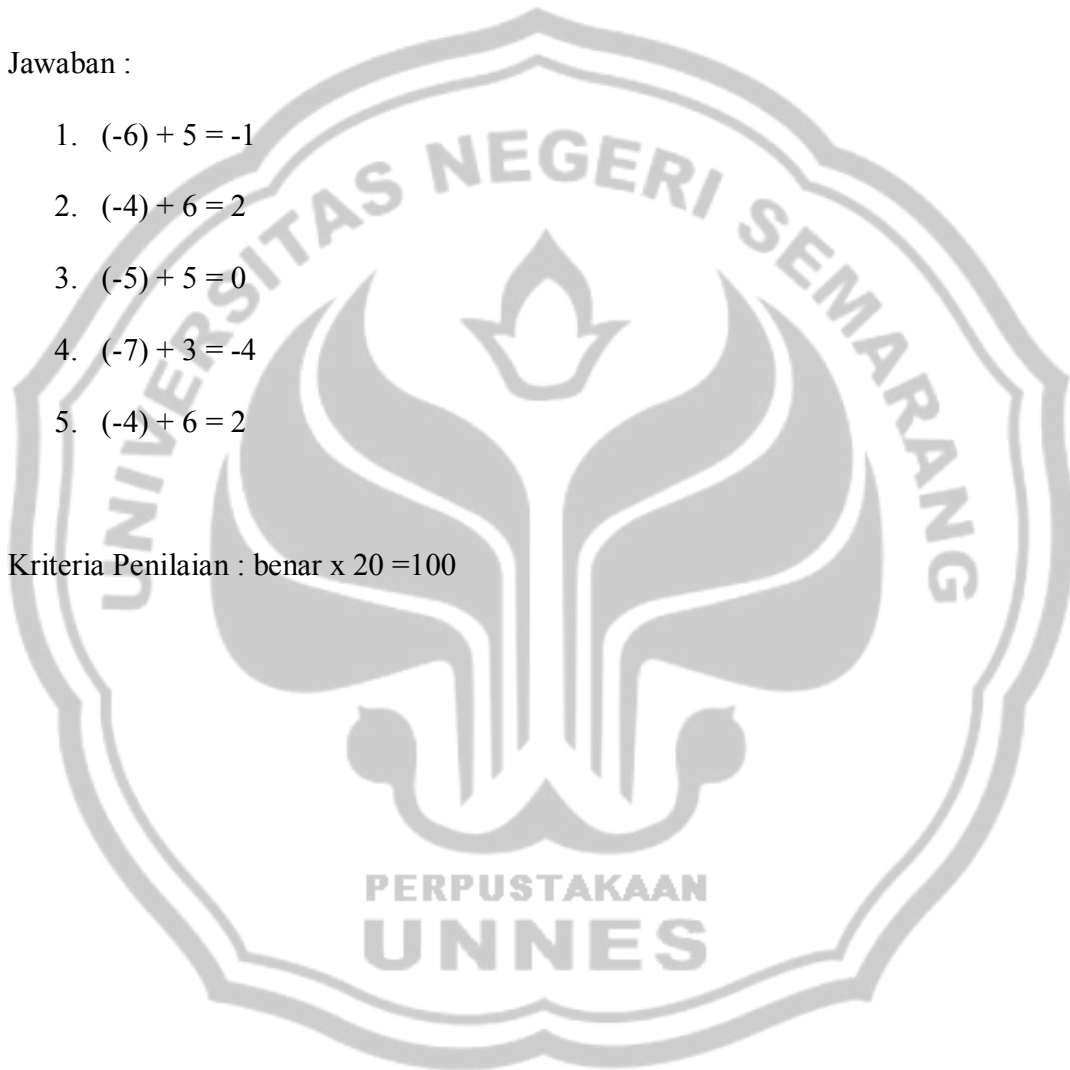 Jawaban :
1. (-6) + 5 = -1
2. (-4) + 6 = 2
3. (-5) + 5 = 0
4. (-7) + 3 = -4
5. (-4) + 6 = 2
Kriteria Penilaian : benar x 20 =100
UNIVERSITAS NEGERI SEMARANG
PERPUSTAKAAN
UNNES